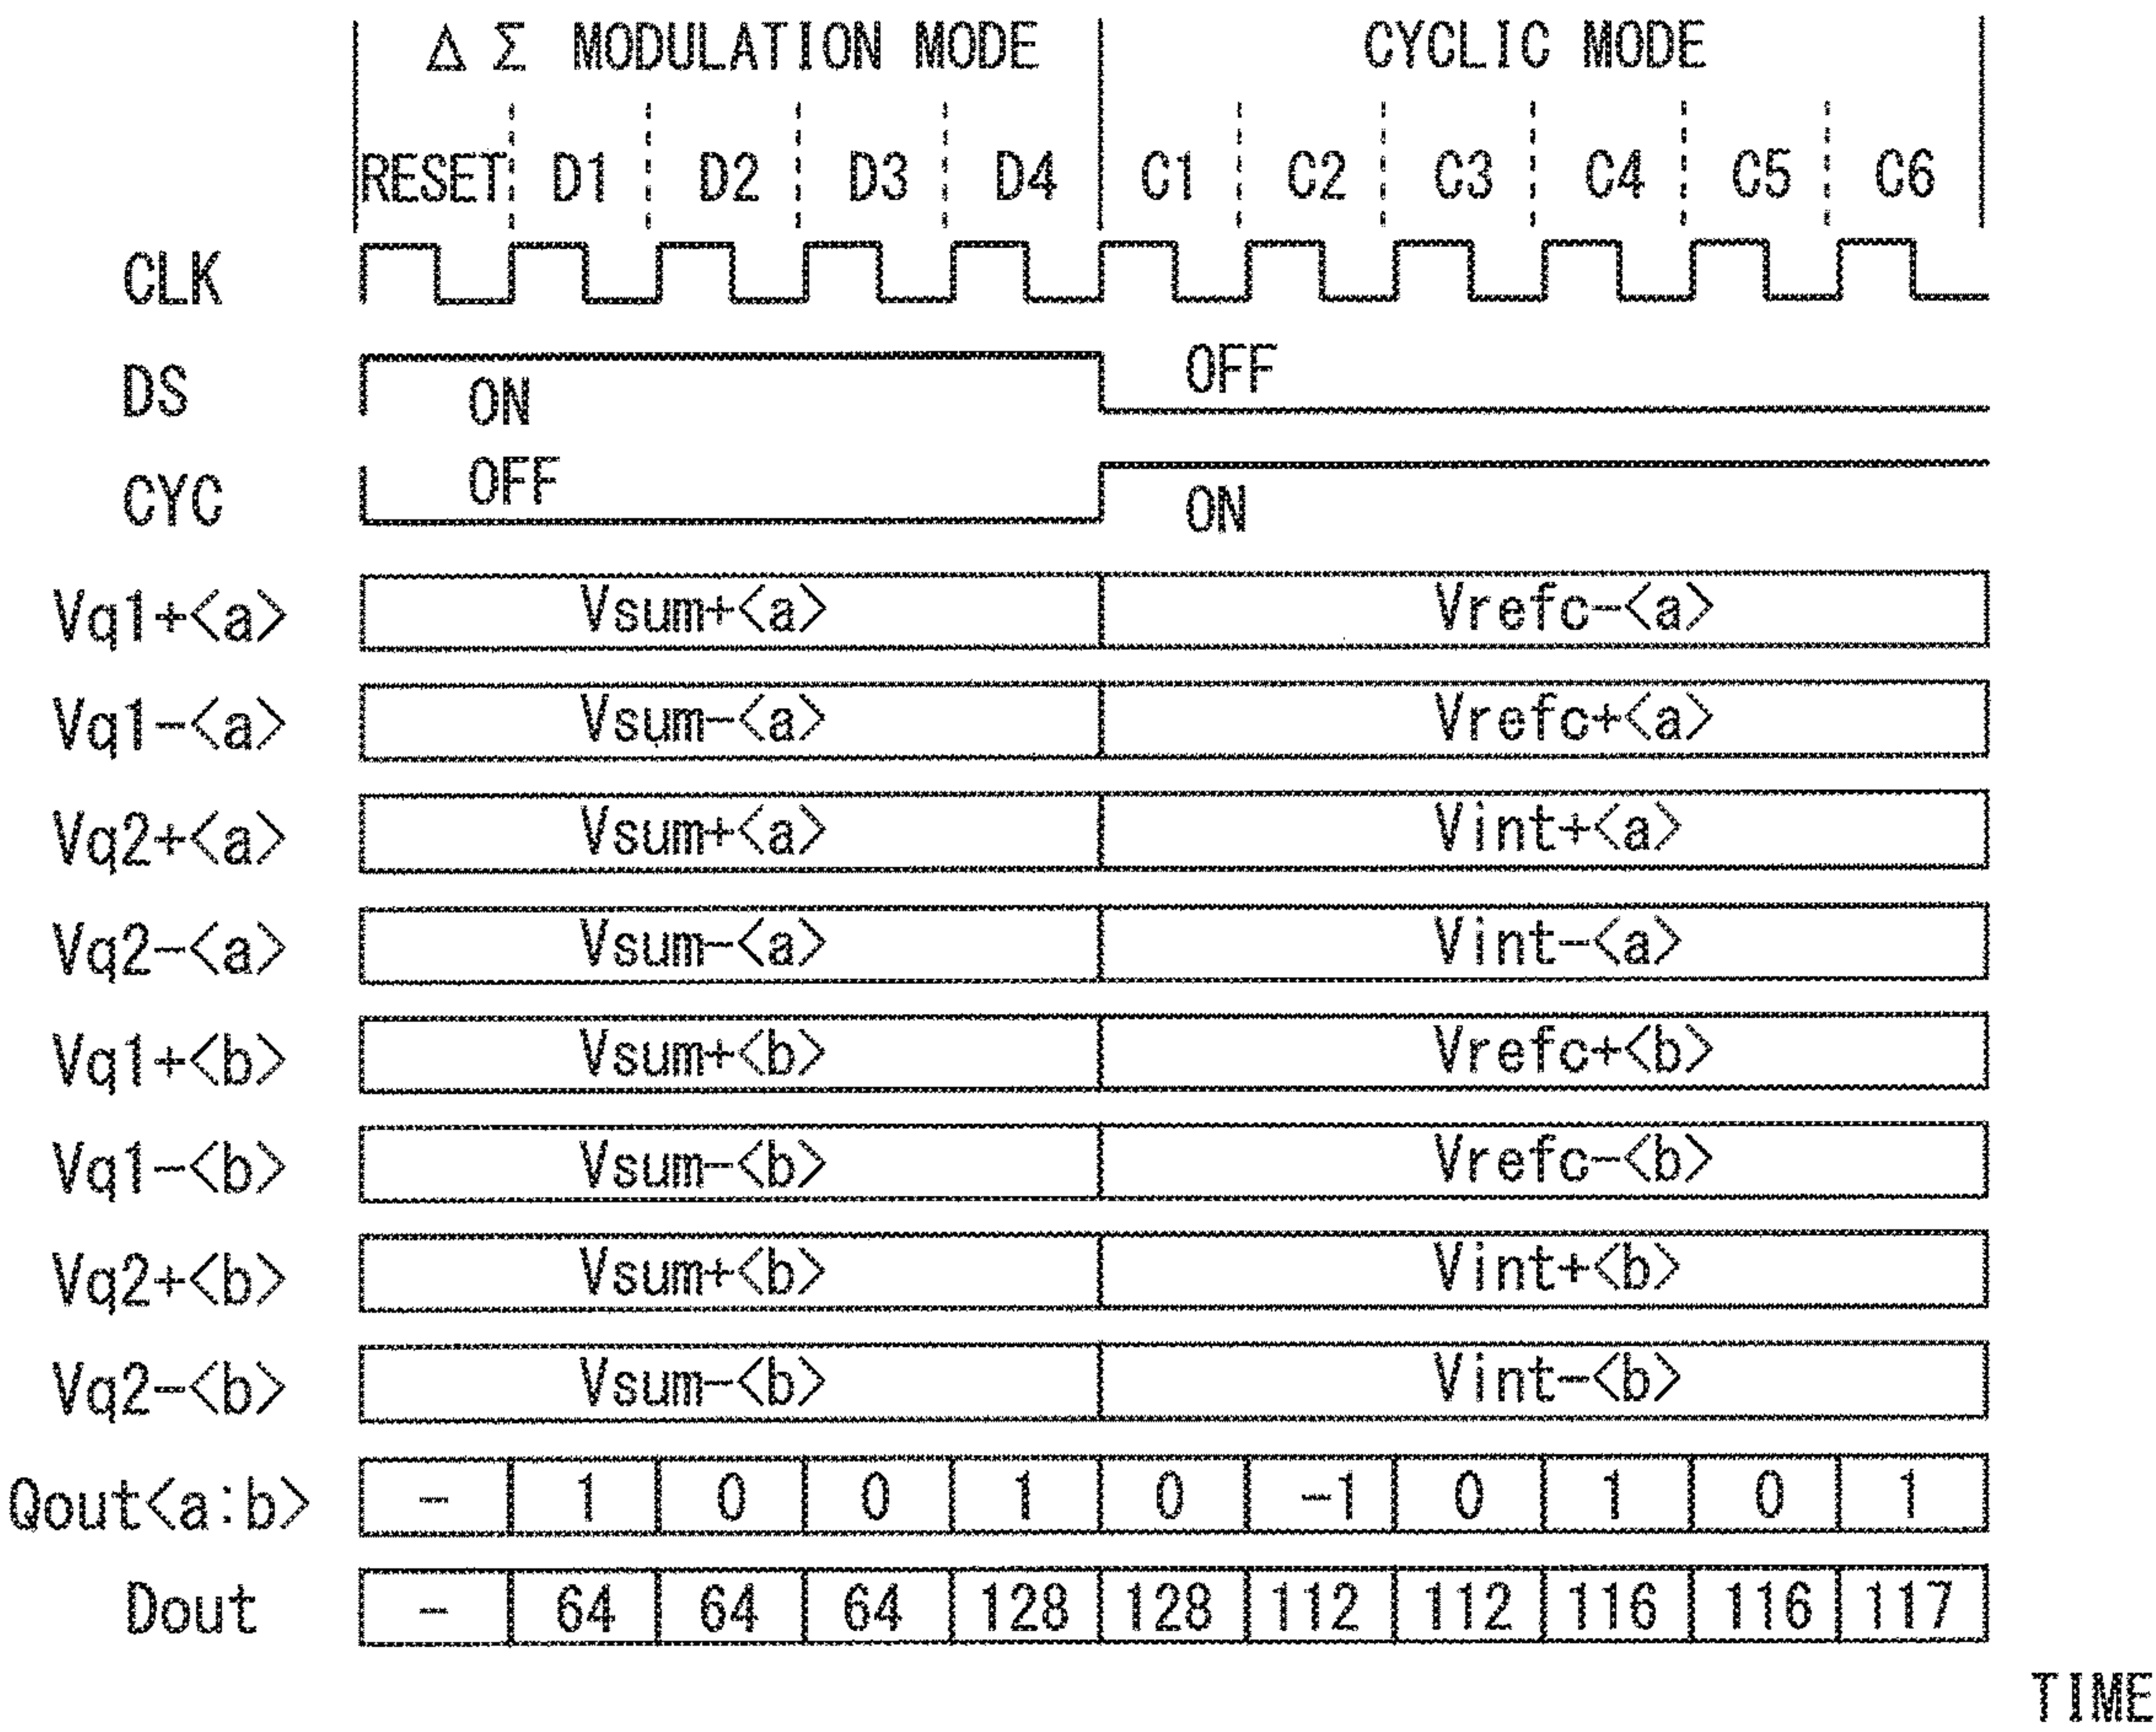 Δ Σ MODULATION MODE CYCLIC MODE
RESET D1 D2 D3 D4 C1 C2 C3 C4 C5 C6
CLK
DS ON OFF
CYC OFF ON
Vq1+<a> Vsum+<a> Vrefc-<a>
Vq1-<a> Vsum-<a> Vrefc+<a>
Vq2+<a> Vsum+<a> Vint+<a>
Vq2-<a> Vsum-<a> Vint-<a>
Vq1+<b> Vsum+<b> Vrefc+<b>
Vq1-<b> Vsum-<b> Vrefc-<b>
Vq2+<b> Vsum+<b> Vint+<b>
Vq2-<b> Vsum-<b> Vint-<b>
Qout<a:b> - 1 0 0 1 0 -1 0 1 0 1
Dout - 64 64 64 128 128 112 112 116 116 117
TIME